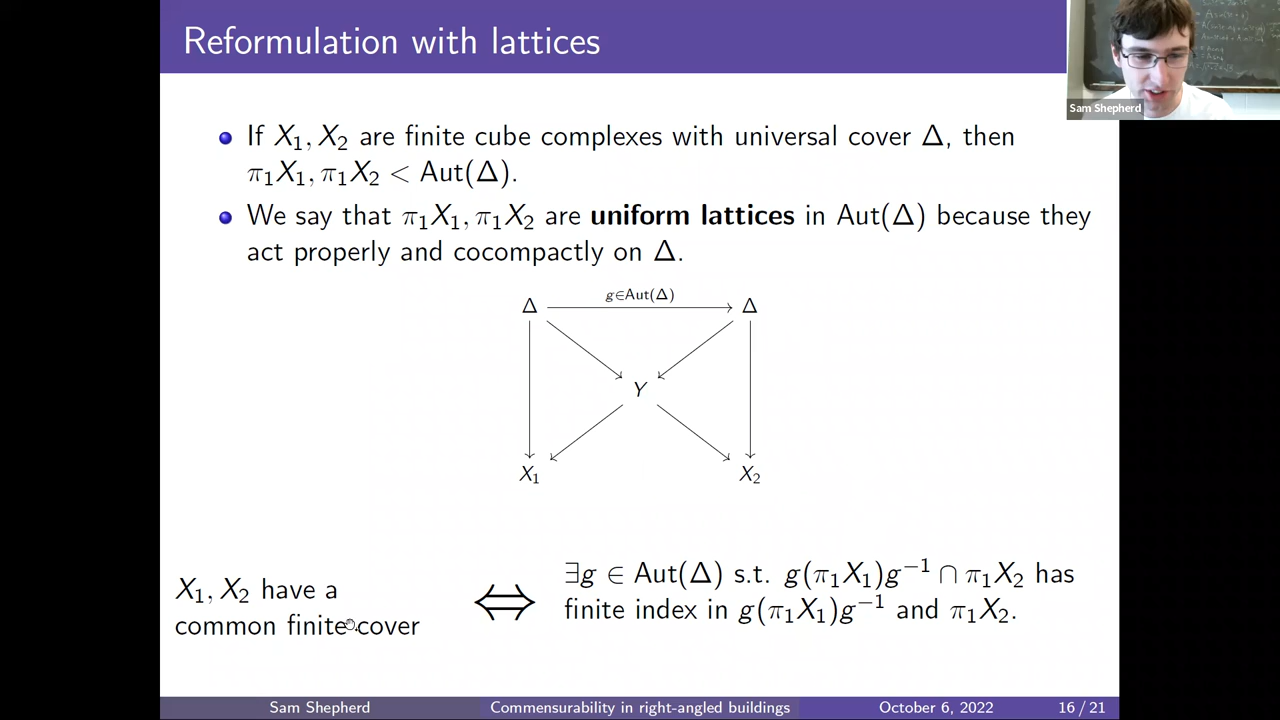 Reformulation with lattices
Sam Shepherd
If X₁, X₂ are finite cube complexes with universal cover Δ, then
π₁X₁, π₁X₂ < Aut(Δ).
We say that π₁X₁, π₁X₂ are uniform lattices in Aut(Δ) because they
act properly and cocompactly on Δ.
g∈Aut(Δ)
Δ Δ
Y
X₁ X₂
X₁, X₂ have a
common finite cover
⇔
∃g ∈ Aut(Δ) s.t. g(π₁X₁)g⁻¹ ∩ π₁X₂ has
finite index in g(π₁X₁)g⁻¹ and π₁X₂.
Sam Shepherd Commensurability in right-angled buildings October 6, 2022 16 / 21